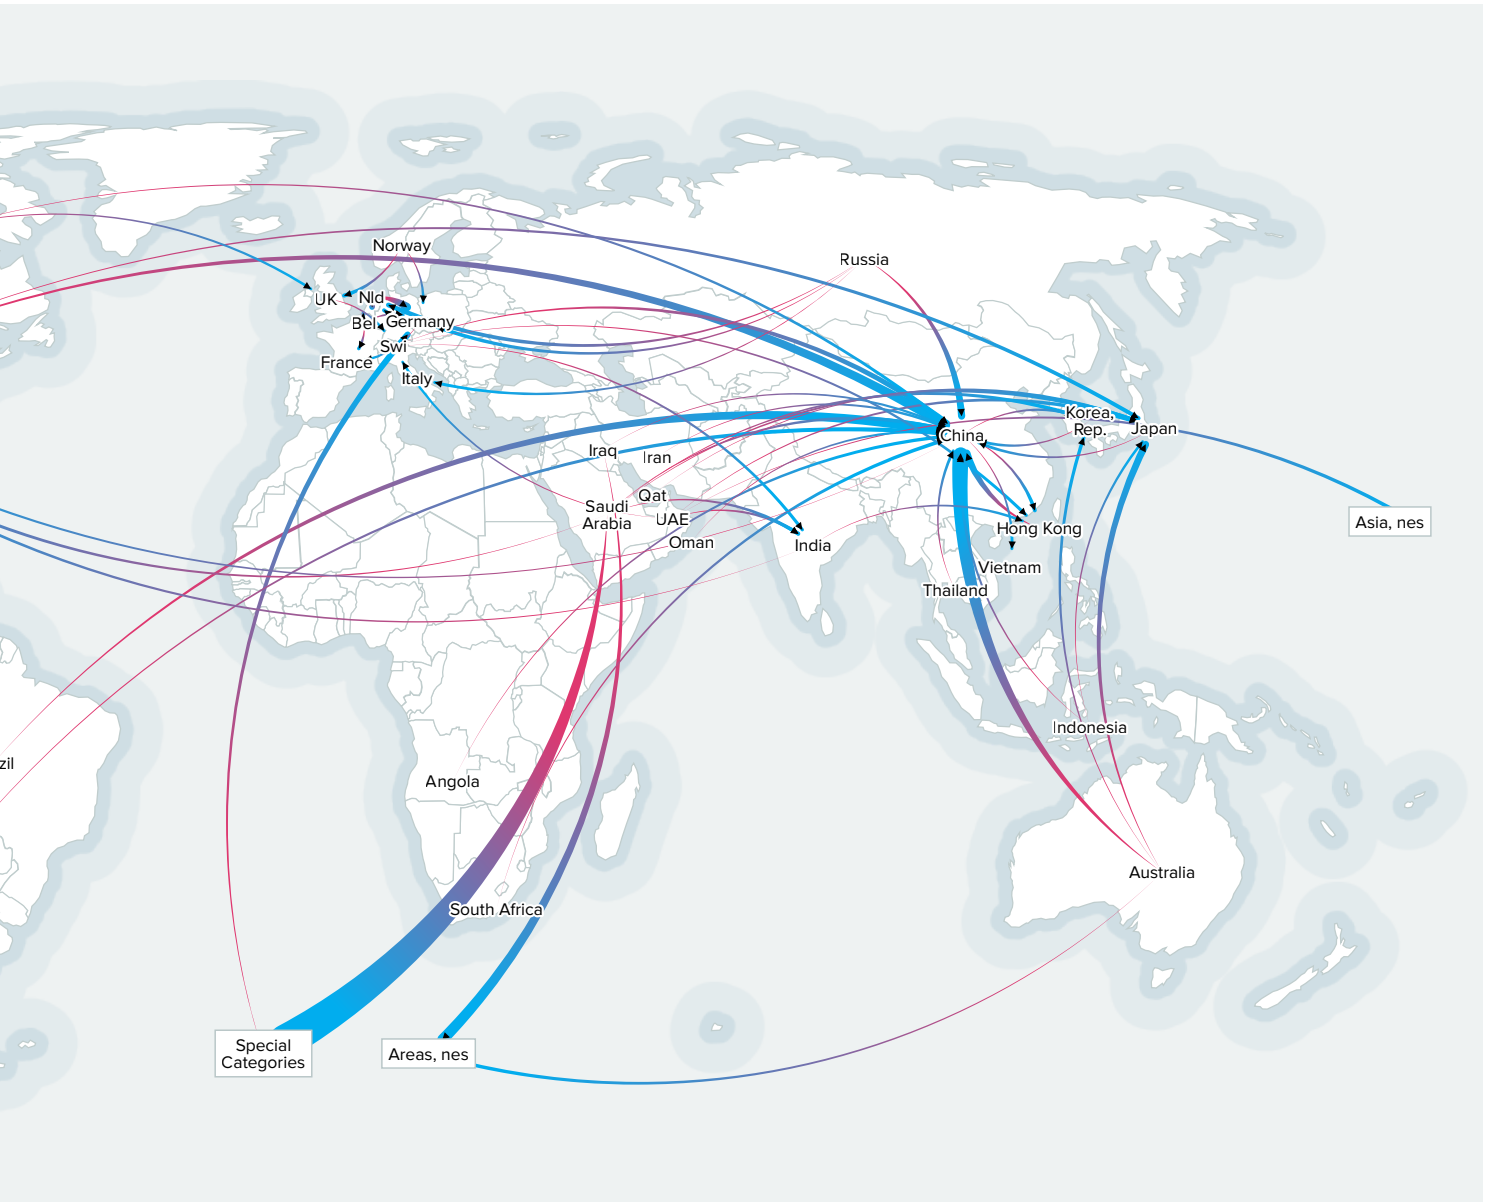 Norway
Russia
UK
Nld
Bel
Germany
Swi
France
Italy
Korea,
Rep.
Japan
China
Iraq
Iran
Qat
Saudi
Arabia
UAE
Oman
India
Hong Kong
Vietnam
Thailand
Asia, nes
Indonesia
zil
Angola
Australia
South Africa
Special
Categories
Areas, nes